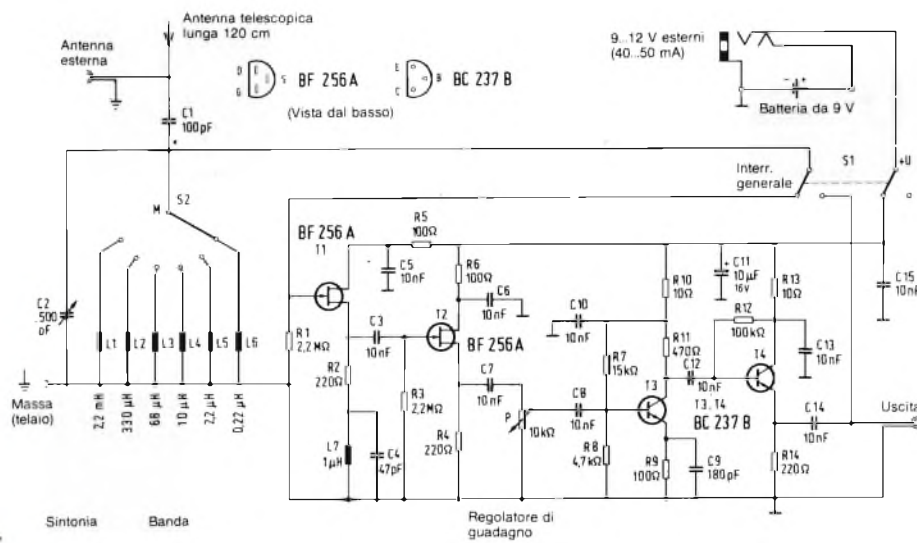 Antenna telescopica
lunga 120 cm
Antenna
esterna
D
G
S
BF 256 A
E
C
B
BC 237 B
(Vista dal basso)
9...12 V esterni
(40...50 mA)
- +
Batteria da 9 V
C1
100pF
*
S2
M
Interr.
generale
S1
+U
BF 256 A
T1
R5
100Ω
C5
10nF
R6
100Ω
C6
10nF
T2
BF 256A
C3
10nF
C2
500
pF
L1
L2
L3
L4
L5
L6
R1
2,2MΩ
R2
220Ω
R3
2,2MΩ
R4
220Ω
C7
10nF
P
10kΩ
C10
10nF
R7
15kΩ
C8
10nF
R8
4,7kΩ
R10
10Ω
R11
470Ω
C12
10nF
T3
R9
100Ω
C9
180pF
C11
+
10µF
16V
R12
100kΩ
R13
10Ω
T4
C13
10nF
C15
10nF
T3, T4
BC 237 B
C14
10nF
R14
220Ω
Uscita
Massa
(telaio)
2,2 mH
330 µH
68 µH
10 µH
2,2 µH
0,22 µH
L7
1µH
C4
47pF
Sintonia
Banda
Regolatore di
guadagno